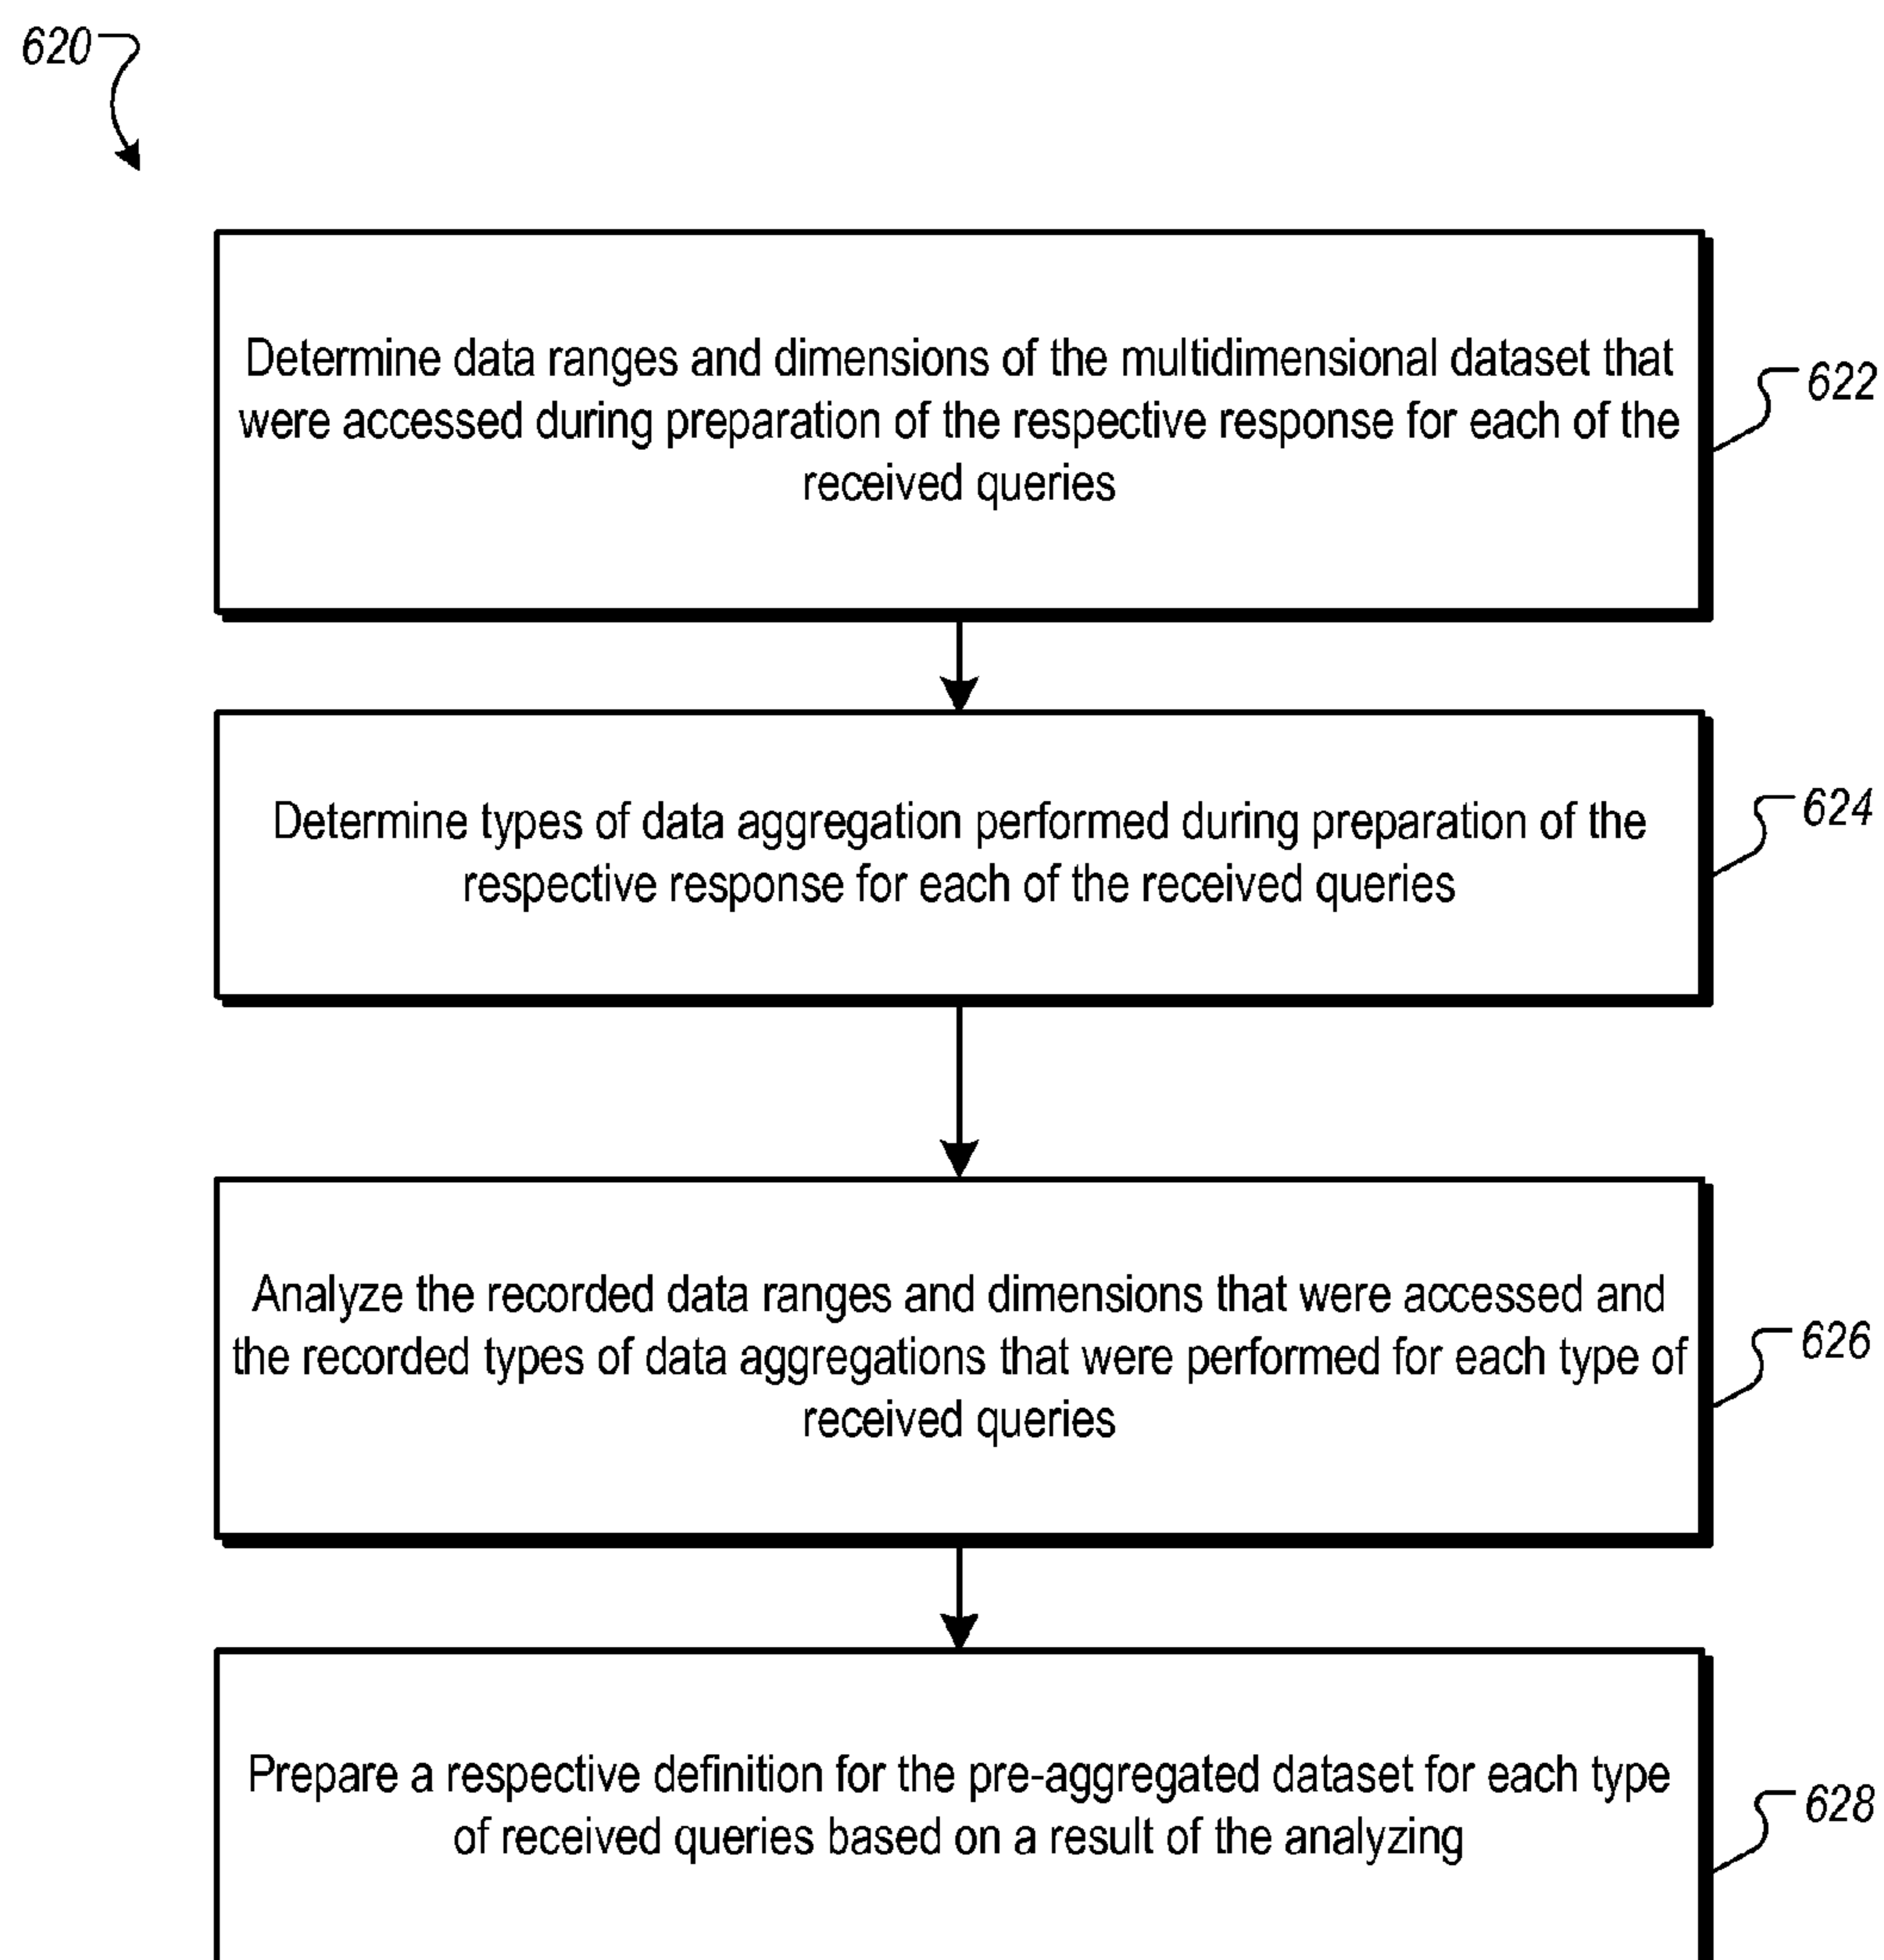 620
Determine data ranges and dimensions of the multidimensional dataset that
were accessed during preparation of the respective response for each of the
received queries
622
Determine types of data aggregation performed during preparation of the
respective response for each of the received queries
624
Analyze the recorded data ranges and dimensions that were accessed and
the recorded types of data aggregations that were performed for each type of
received queries
626
Prepare a respective definition for the pre-aggregated dataset for each type
of received queries based on a result of the analyzing
628